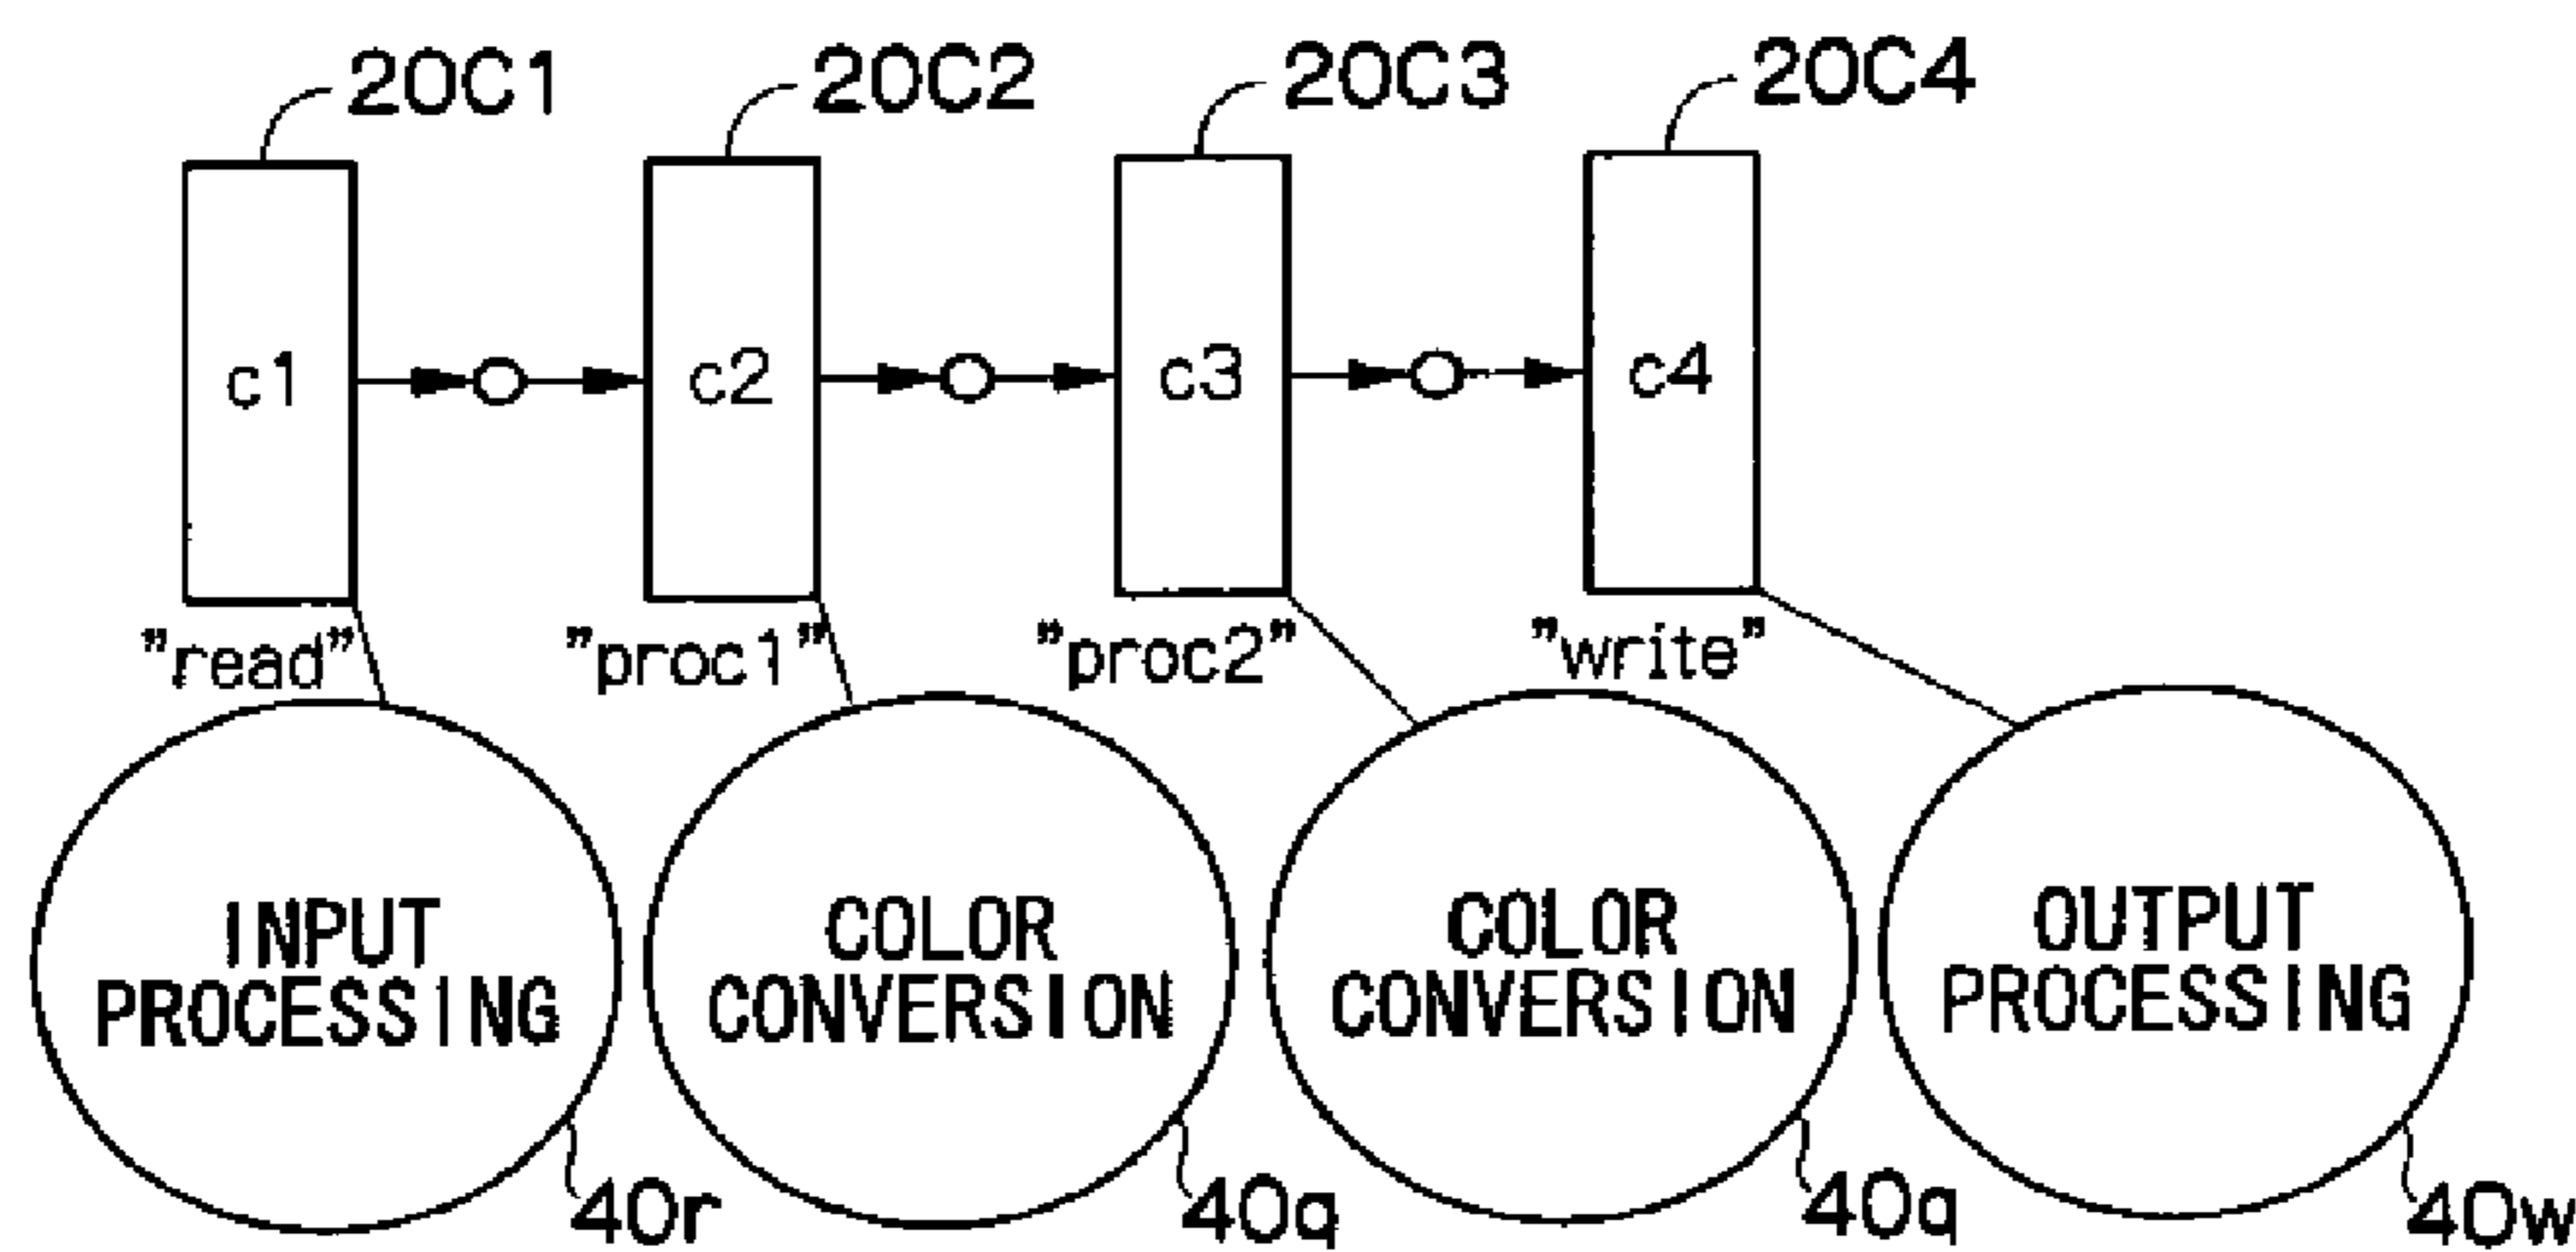 20C1 20C2 20C3 20C4
c1 c2 c3 c4
"read" "proc1" "proc2" "write"
INPUT PROCESSING
COLOR CONVERSION
COLOR CONVERSION
OUTPUT PROCESSING
40r 40q 40q 40w